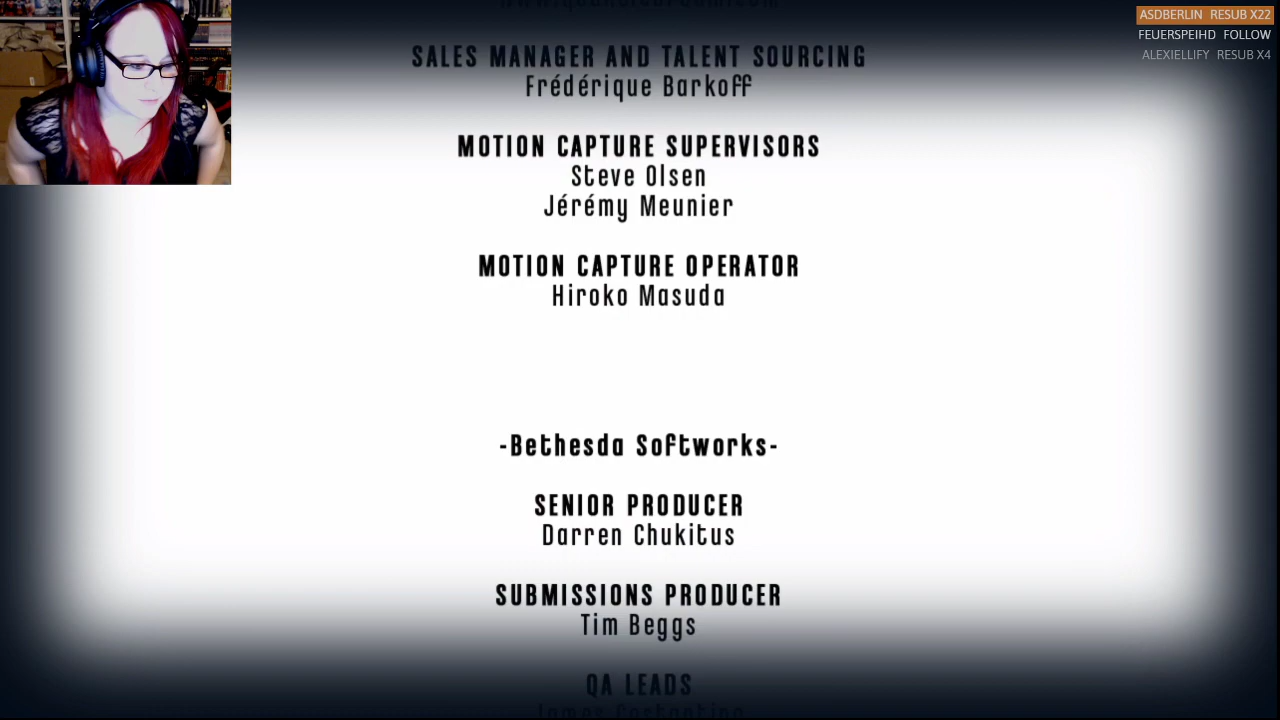 ASDBERLIN RESUB X22
FEUERSPEIHD FOLLOW
ALEXIELLIFY RESUB X4
SALES MANAGER AND TALENT SOURCING
Frédérique Barkoff
MOTION CAPTURE SUPERVISORS
Steve Olsen
Jérémy Meunier
MOTION CAPTURE OPERATOR
Hiroko Masuda
-Bethesda Softworks-
SENIOR PRODUCER
Darren Chukitus
SUBMISSIONS PRODUCER
Tim Beggs
QA LEADS
James Costantino